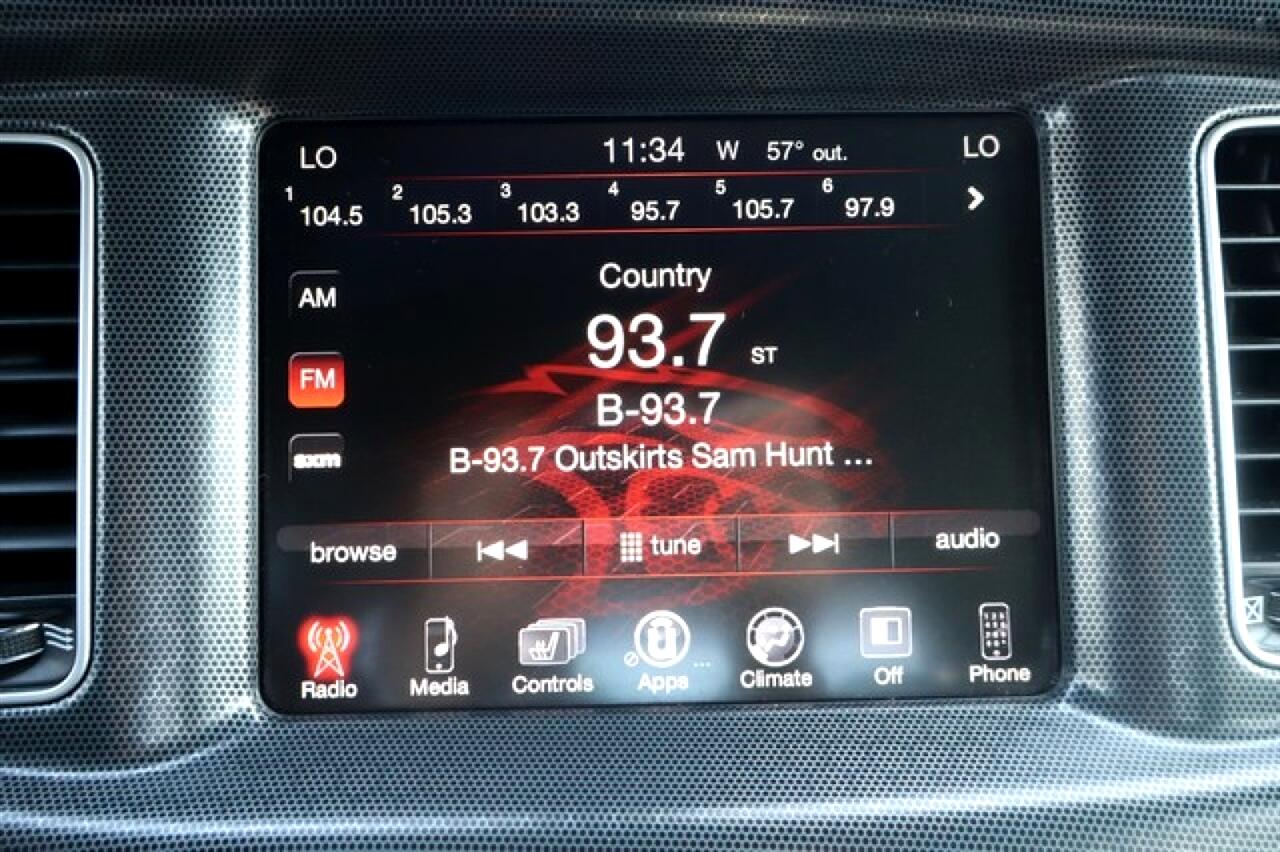 LO 11:34 W 57° out. LO
1 104.5 2 105.3 3 103.3 4 95.7 5 105.7 6 97.9
Country
AM
93.7 ST
FM
B-93.7
B-93.7 Outskirts Sam Hunt ...
sxm
browse tune audio
Radio Media Controls Apps ... Climate Off Phone